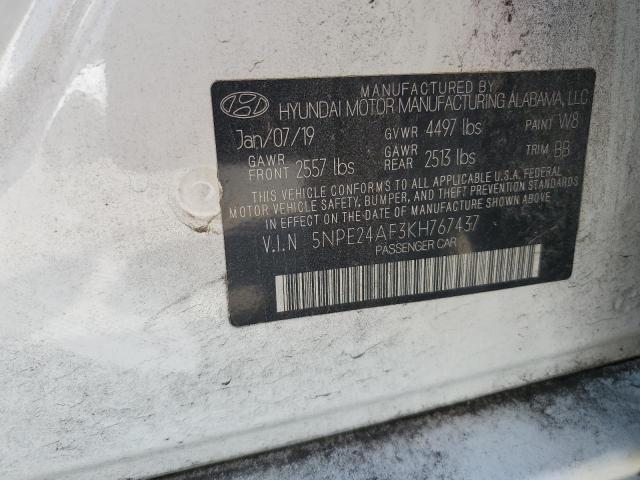 MANUFACTURED BY
HYUNDAI MOTOR MANUFACTURING ALABAMA, LLC
Jan/07/19 GVWR 4497 lbs PAINT W8
GAWR FRONT 2557 lbs GAWR REAR 2513 lbs TRIM BB
THIS VEHICLE CONFORMS TO ALL APPLICABLE U.S.A. FEDERAL
MOTOR VEHICLE SAFETY, BUMPER, AND THEFT PREVENTION STANDARDS
IN EFFECT ON THE DATE OF MANUFACTURE SHOWN ABOVE
V.I.N 5NPE24AF3KH767437
PASSENGER CAR